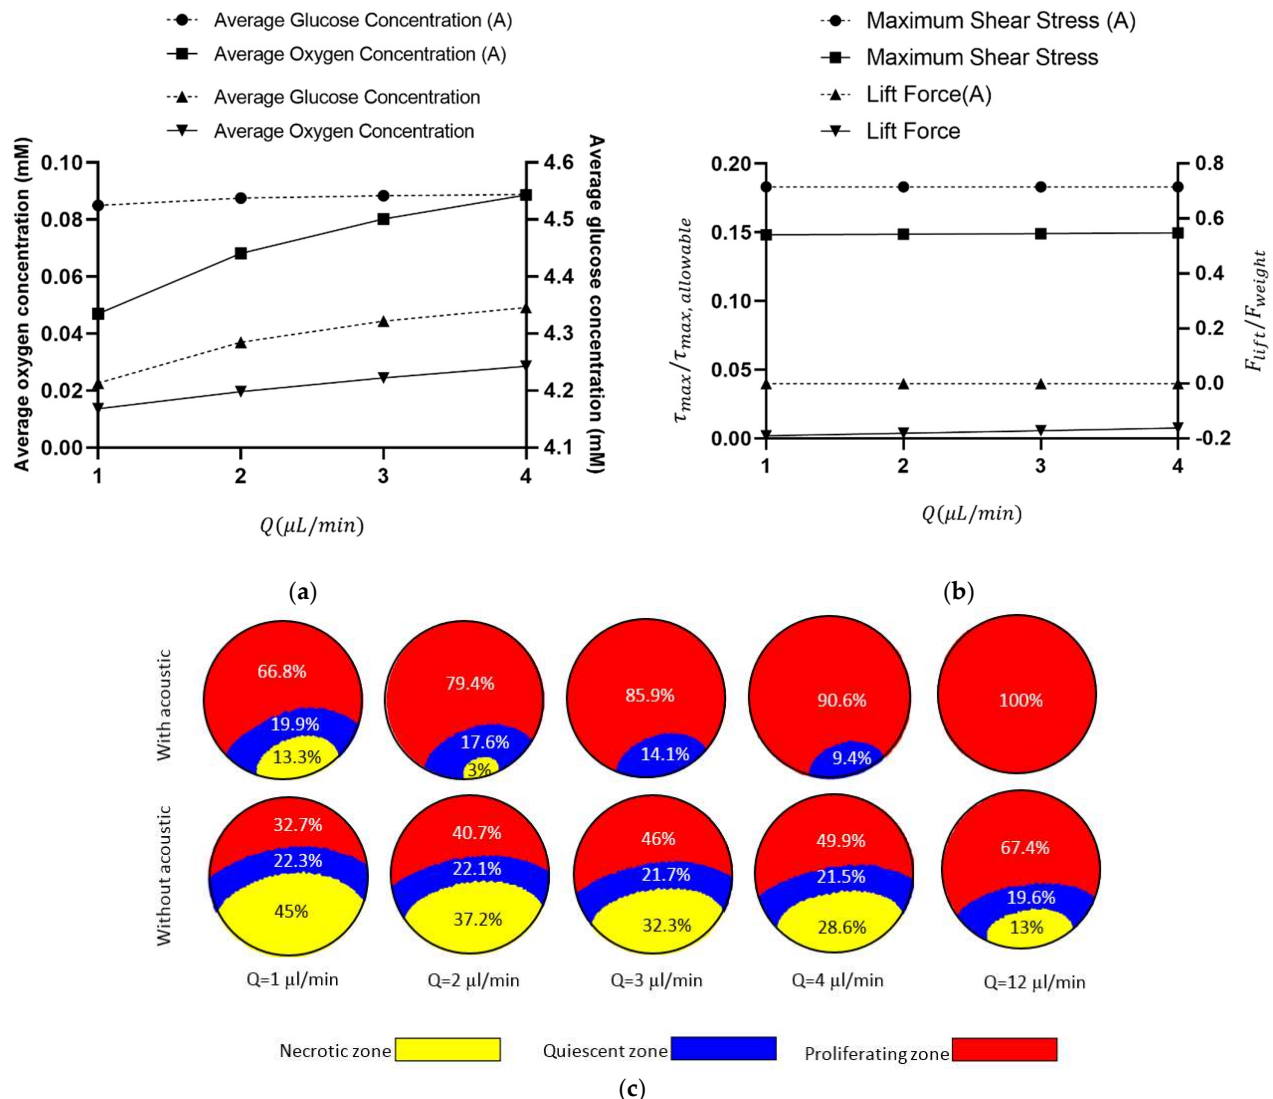 Average Glucose Concentration (A)
Average Oxygen Concentration (A)
Average Glucose Concentration
Average Oxygen Concentration
Average oxygen concentration (mM)
0.10
0.08
0.06
0.04
0.02
0.00
4.6
4.5
4.4
4.3
4.2
4.1
Average glucose concentration (mM)
1 2 3 4
Q(μL/min)
(a)
Maximum Shear Stress (A)
Maximum Shear Stress
Lift Force(A)
Lift Force
τmax/τmax, allowable
0.20
0.15
0.10
0.05
0.00
0.8
0.6
0.4
0.2
0.0
-0.2
Flift/Fweight
1 2 3 4
Q(μL/min)
(b)
With acoustic
66.8%
19.9%
13.3%
79.4%
17.6%
3%
85.9%
14.1%
90.6%
9.4%
100%
Without acoustic
32.7%
22.3%
45%
40.7%
22.1%
37.2%
46%
21.7%
32.3%
49.9%
21.5%
28.6%
67.4%
19.6%
13%
Q=1 µl/min
Q=2 µl/min
Q=3 µl/min
Q=4 µl/min
Q=12 µl/min
Necrotic zone
Quiescent zone
Proliferating zone
(c)